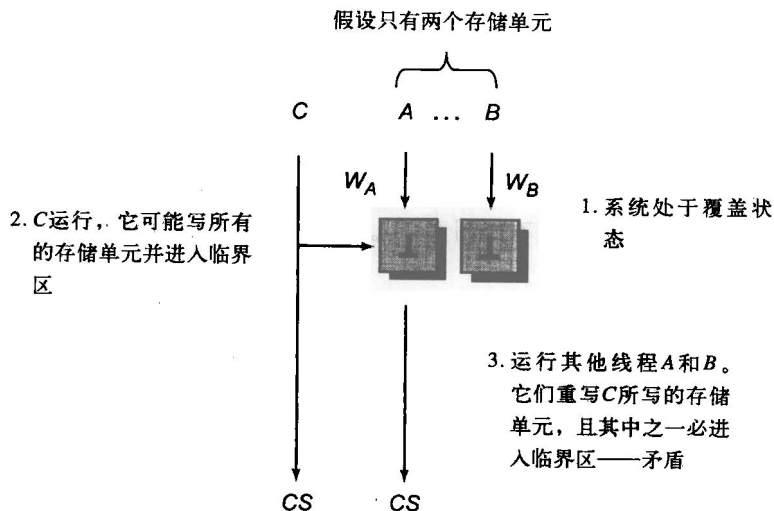 假设只有两个存储单元
C
A ... B
W_A
W_B
1. 系统处于覆盖状
态
2. C运行，它可能写所有
的存储单元并进入临界
区
⊥
⊥
3. 运行其他线程A和B。
它们重写C所写的存储
单元，且其中之一必进
入临界区——矛盾
CS
CS